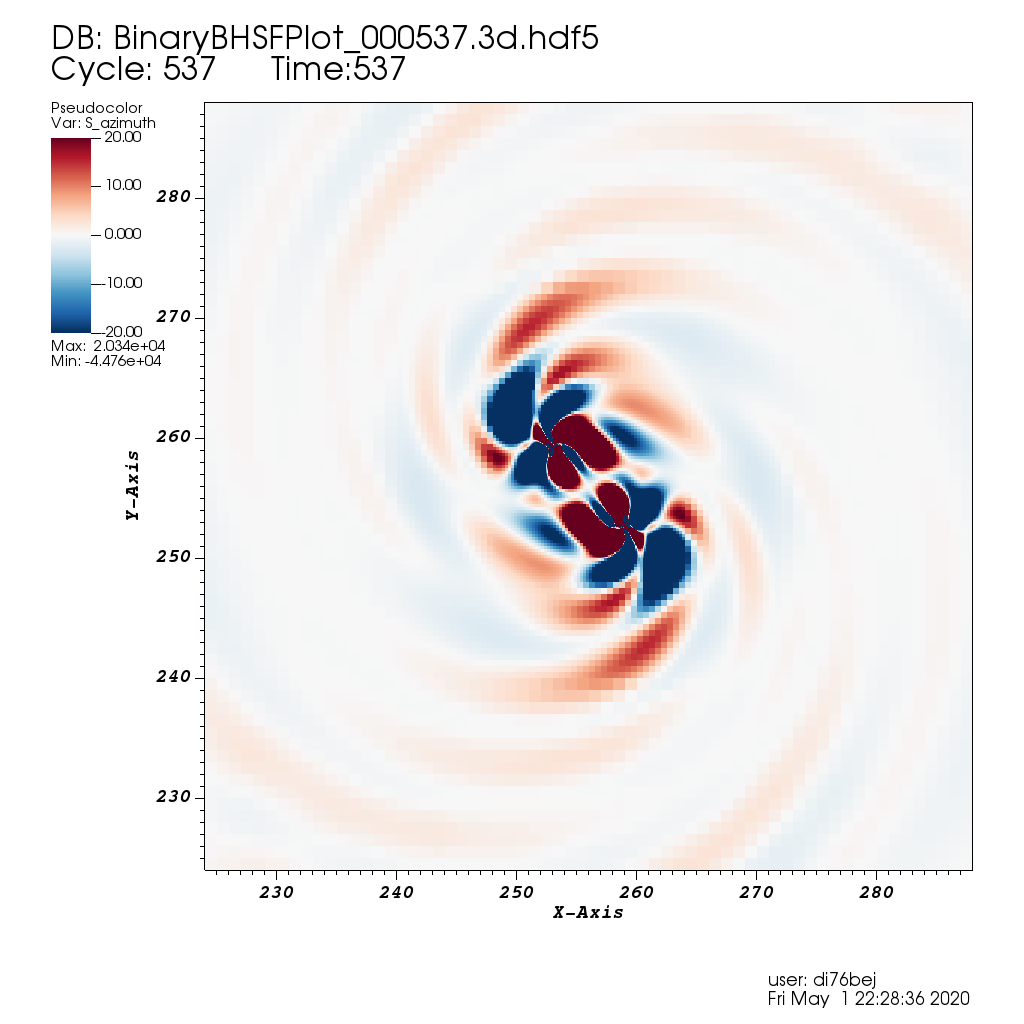 DB: BinaryBHSFPlot_000537.3d.hdf5
Cycle: 537 Time:537
Pseudocolor
Var: S_azimuth
20.00
10.00
0.000
-10.00
-20.00
Max: 2.034e+04
Min: -4.476e+04
280
270
260
250
240
230
Y-Axis
230 240 250 260 270 280
X-Axis
user: di76bej
Fri May 1 22:28:36 2020